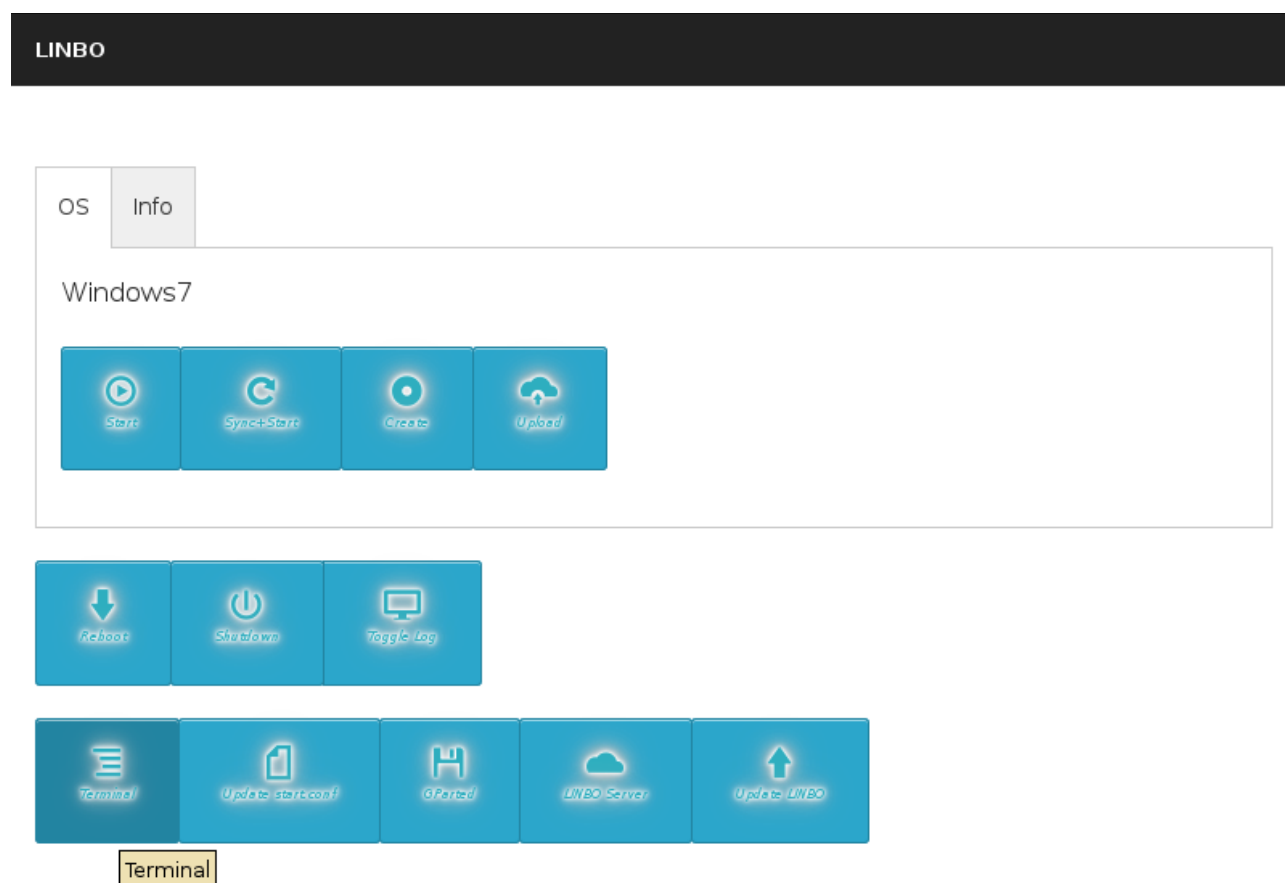 LINBO
OS Info
Windows7
Start Sync+Start Create Upload
Reboot Shutdown Toggle Log
Terminal Update start.conf GParted LINBO Server Update LINBO
Terminal